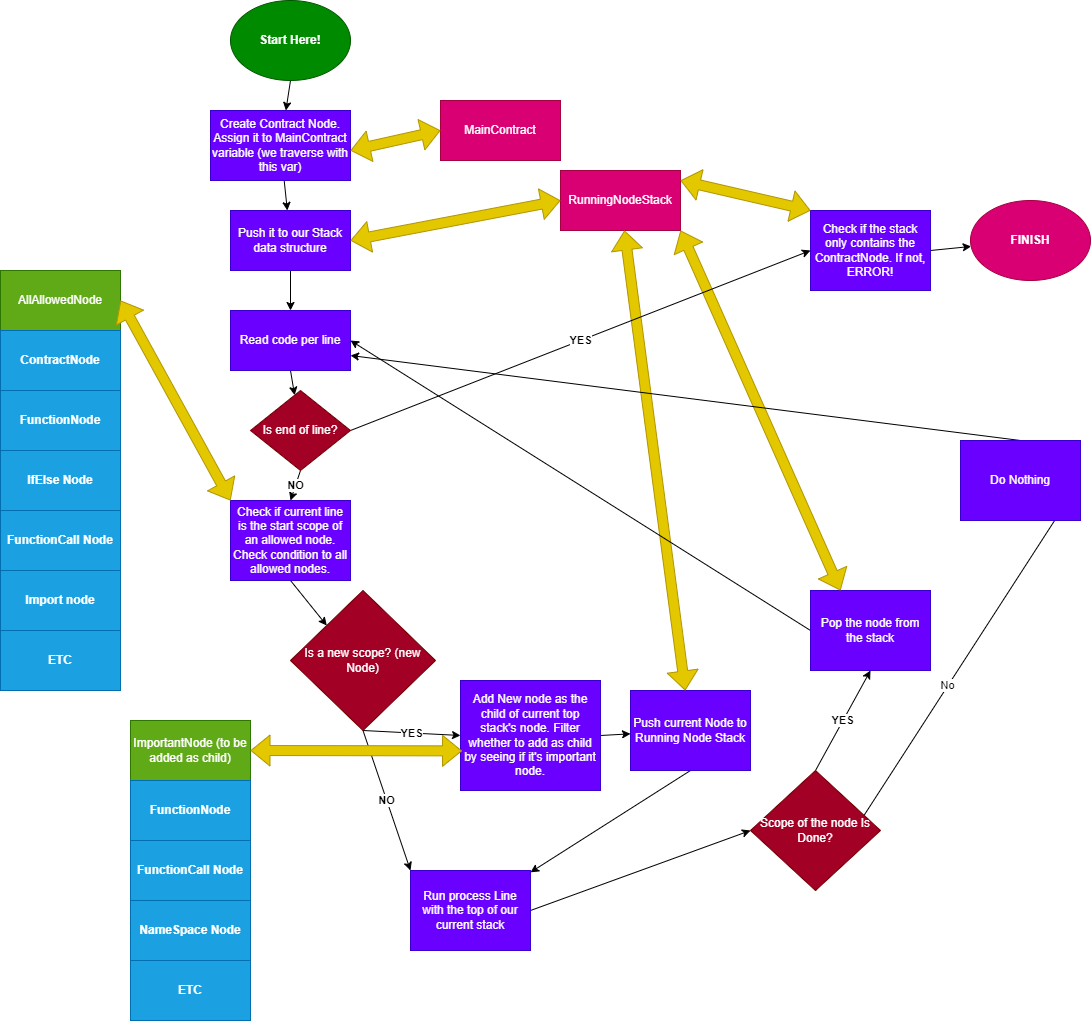 Start Here!
Create Contract Node.
Assign it to MainContract
variable (we traverse with
this var)
MainContract
RunningNodeStack
Push it to our Stack
data structure
Check if the stack
only contains the
ContractNode. If not,
ERROR!
FINISH
AllAllowedNode
ContractNode
FunctionNode
IfElse Node
FunctionCall Node
Import node
ETC
Read code per line
YES
Is end of line?
NO
Check if current line
is the start scope of
an allowed node.
Check condition to all
allowed nodes.
Do Nothing
Is a new scope? (new
Node)
Pop the node from
the stack
No
YES
YES
Add New node as the
child of current top
stack's node. Filter
whether to add as child
by seeing if it's important
node.
Push current Node to
Running Node Stack
ImportantNode (to be
added as child)
FunctionNode
FunctionCall Node
NameSpace Node
ETC
NO
Scope of the node Is
Done?
Run process Line
with the top of our
current stack